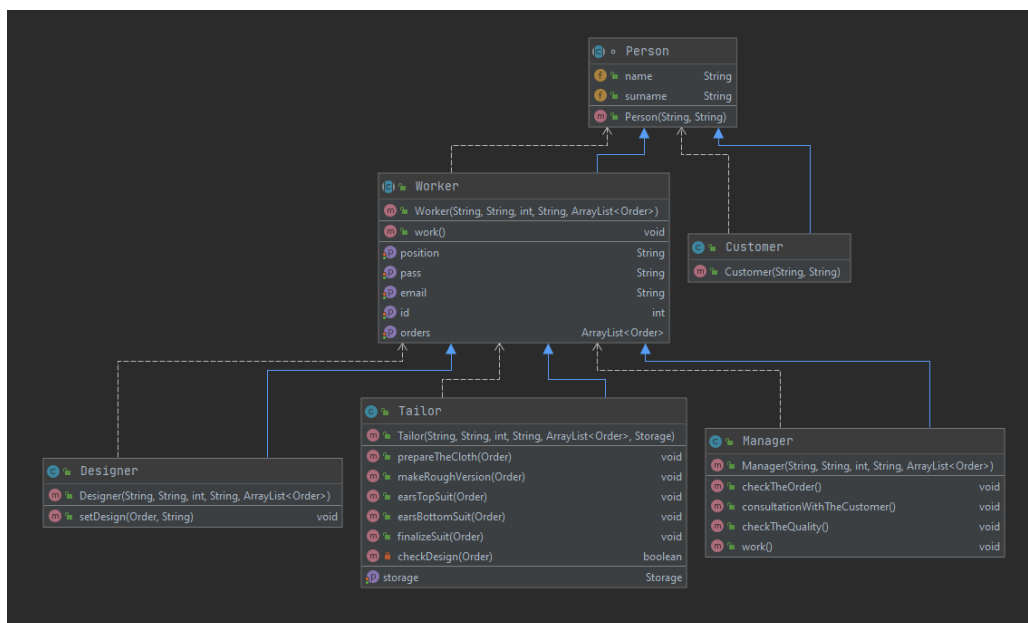 Person
name String
surname String
Person(String, String)
Worker
Worker(String, String, int, String, ArrayList<Order>)
work() void
position String
pass String
email String
id int
orders ArrayList<Order>
Customer
Customer(String, String)
Designer
Designer(String, String, int, String, ArrayList<Order>)
setDesign(Order, String) void
Tailor
Tailor(String, String, int, String, ArrayList<Order>, Storage)
prepareTheCloth(Order) void
makeRoughVersion(Order) void
earsTopSuit(Order) void
earsBottomSuit(Order) void
finalizeSuit(Order) void
checkDesign(Order) boolean
storage Storage
Manager
Manager(String, String, int, String, ArrayList<Order>)
checkTheOrder() void
consultationWithTheCustomer() void
checkTheQuality() void
work() void